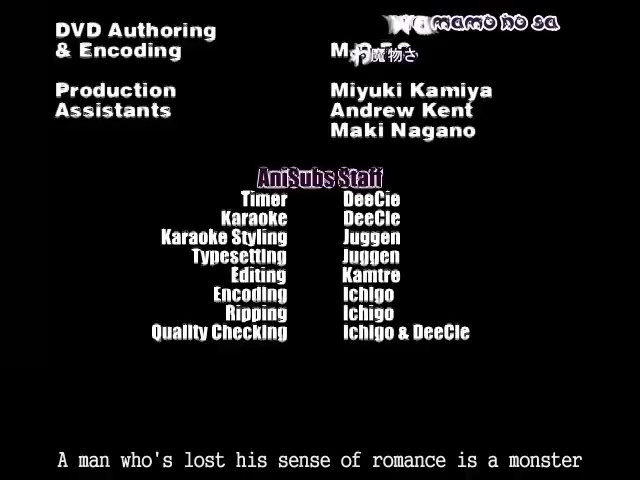 DVD Authoring
& Encoding
mamo no sa
魔物さ
Production
Assistants
Miyuki Kamiya
Andrew Kent
Maki Nagano
AniSubs Staff
Timer DeeCie
Karaoke DeeCie
Karaoke Styling Juggen
Typesetting Juggen
Editing Kamtre
Encoding Ichigo
Ripping Ichigo
Quality Checking Ichigo & DeeCie
A man who's lost his sense of romance is a monster